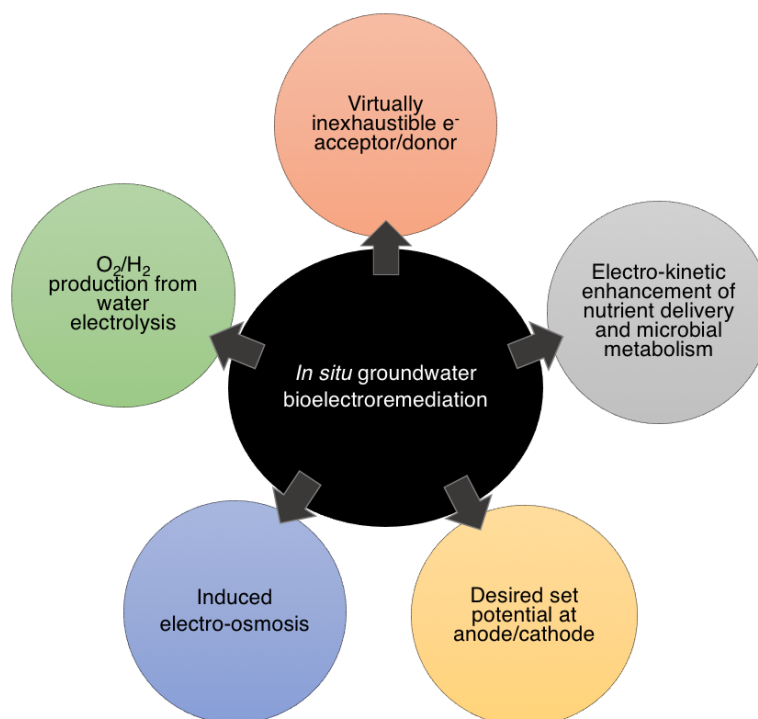 Virtually
inexhaustible e⁻
acceptor/donor
O₂/H₂
production from
water
electrolysis
Electro-kinetic
enhancement of
nutrient delivery
and microbial
metabolism
In situ groundwater
bioelectroremediation
Induced
electro-osmosis
Desired set
potential at
anode/cathode